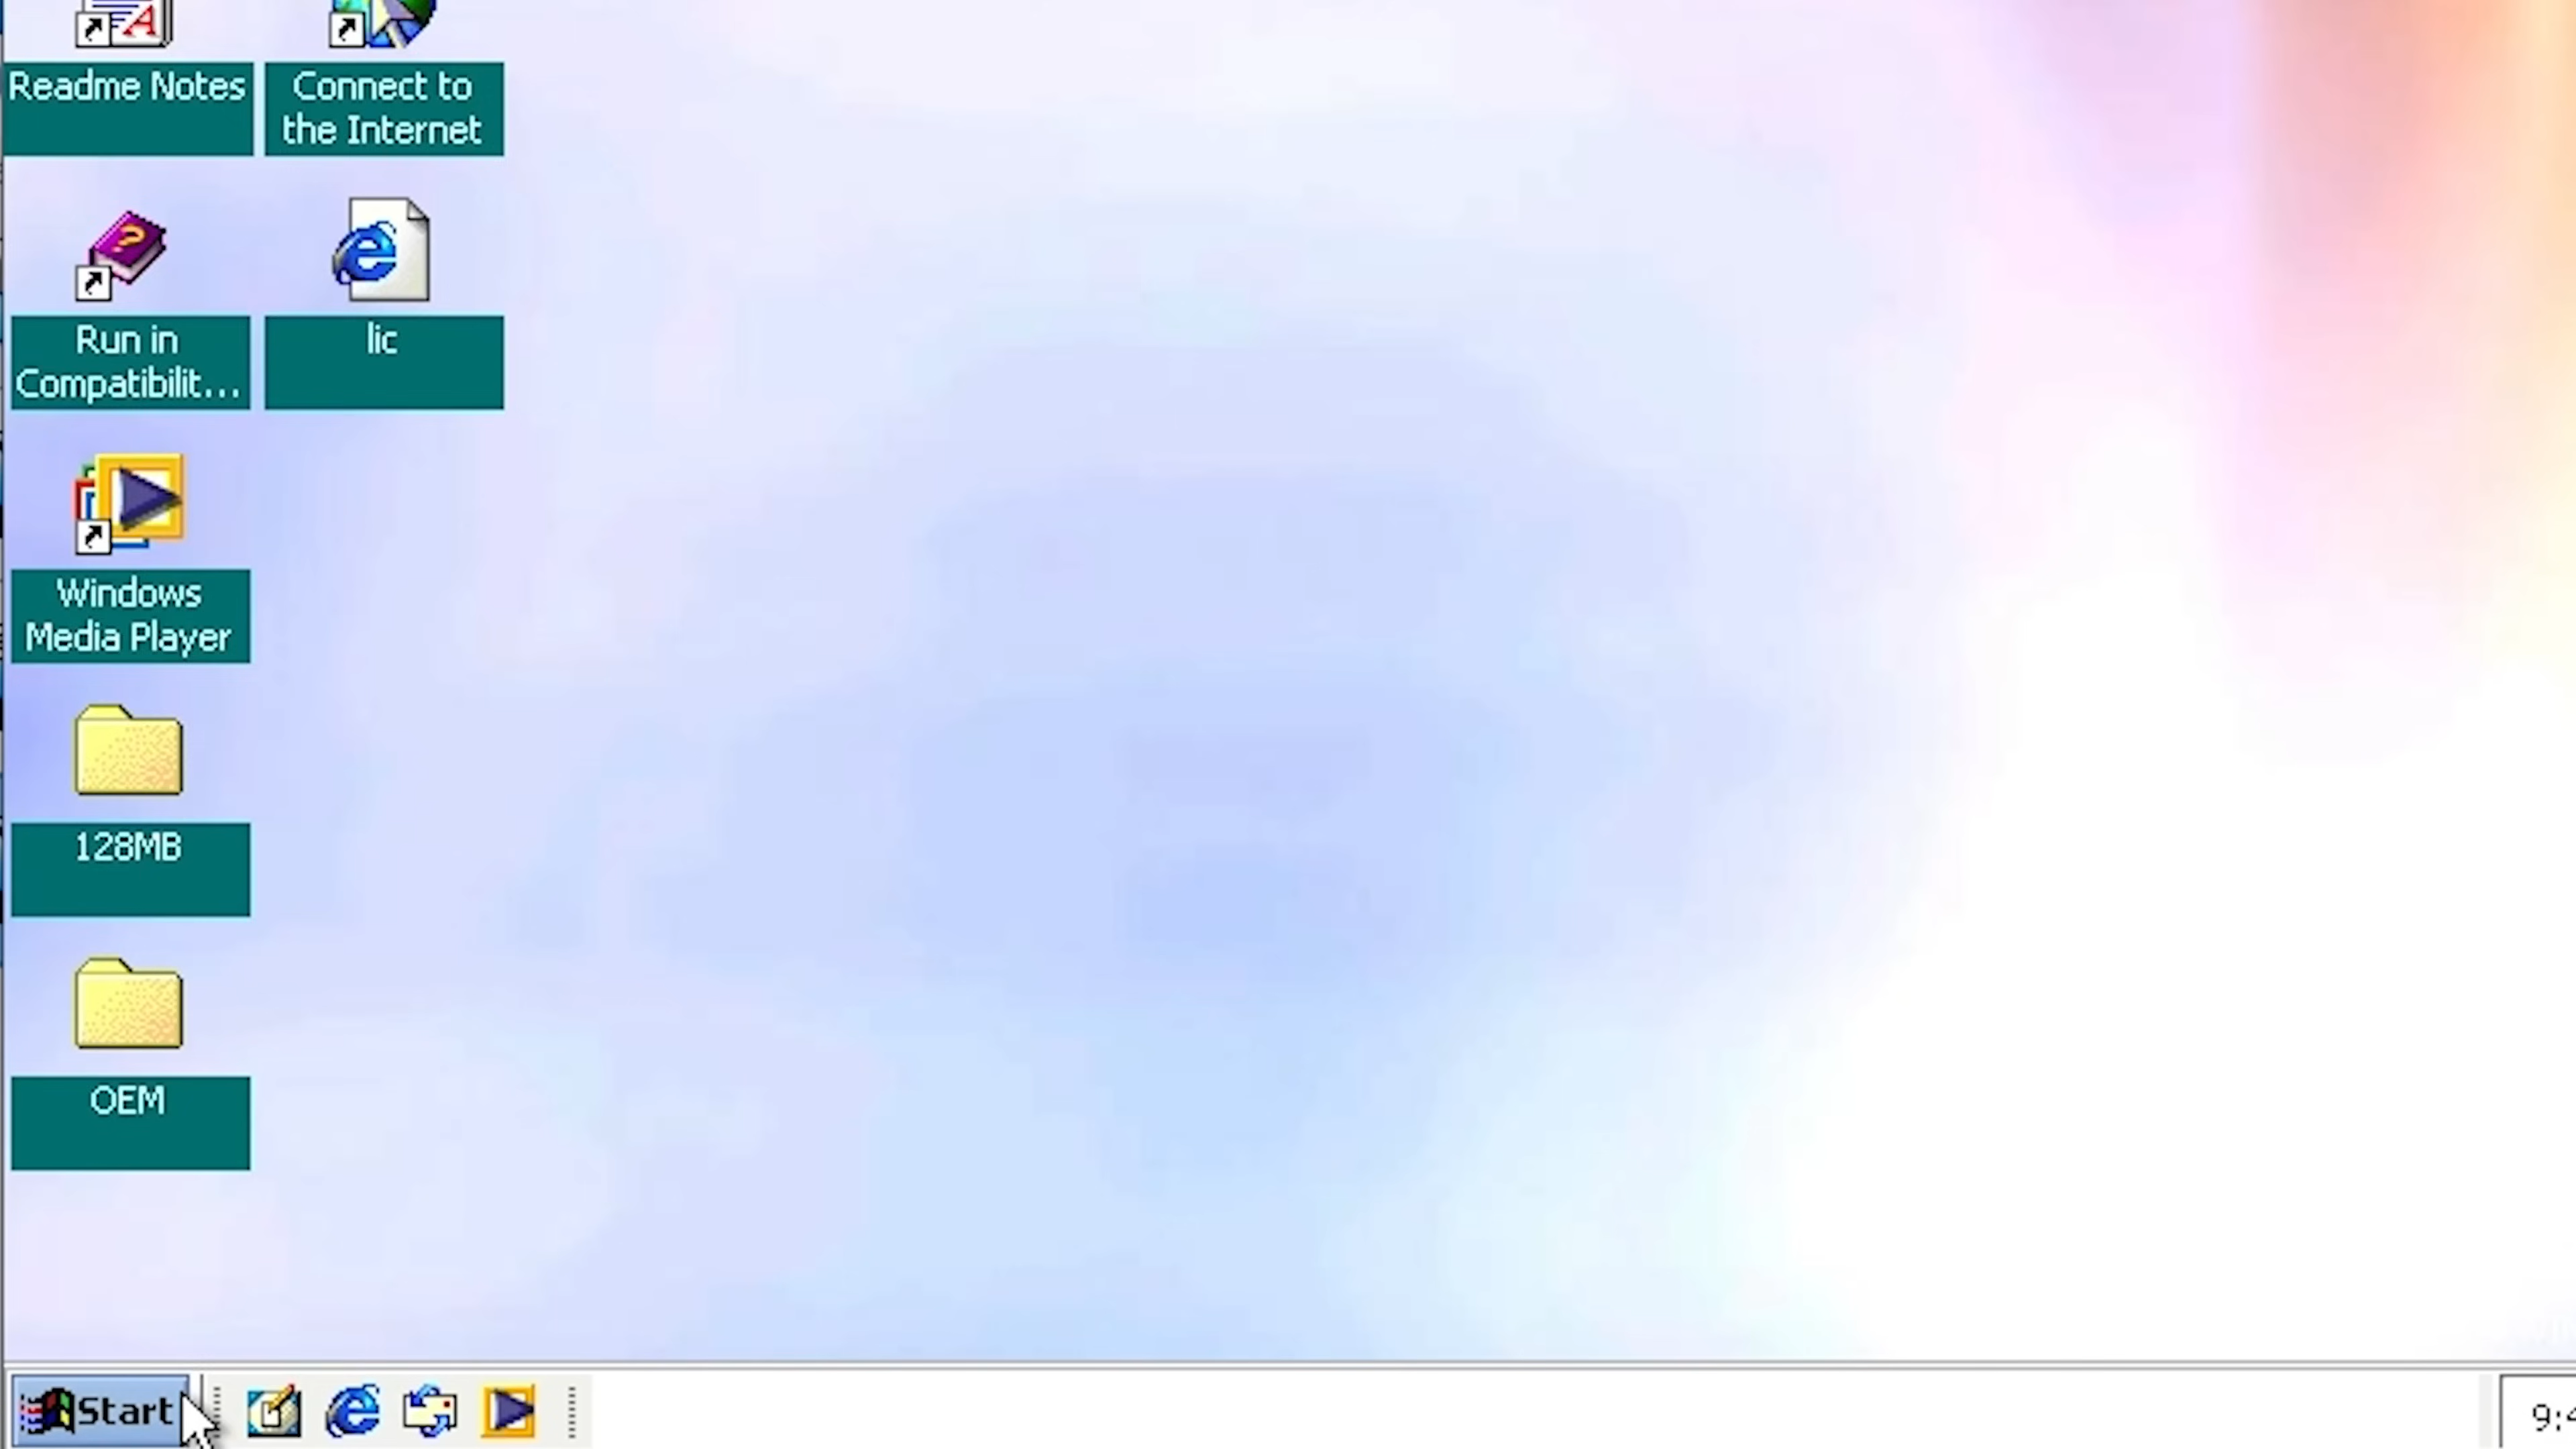 Readme Notes
Connect to
the Internet
Run in
Compatibilit...
lic
Windows
Media Player
128MB
OEM
Start